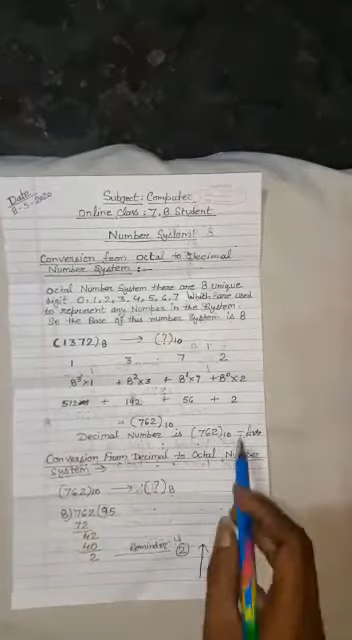 Date
8-5-2020
Subject: Computer
Online class: 7,8 Student
Number System
Conversion from Octal to Decimal
Number System:-
Octal Number System there are 8 unique
digit 0,1,2,3,4,5,6,7 Which are used
to represent any Number in the System.
So the Base of this number system is 8
(1372)8 → (?)10
1 3 7 2
8³×1 + 8²×3 + 8¹×7 + 8⁰×2
512 + 192 + 56 + 2
= (762)10
Decimal Number is (762)10 - Ans
Conversion From Decimal to Octal Number
System →
(762)10 → (?)8
8)762(95
72
42
40
2 Reminder 2